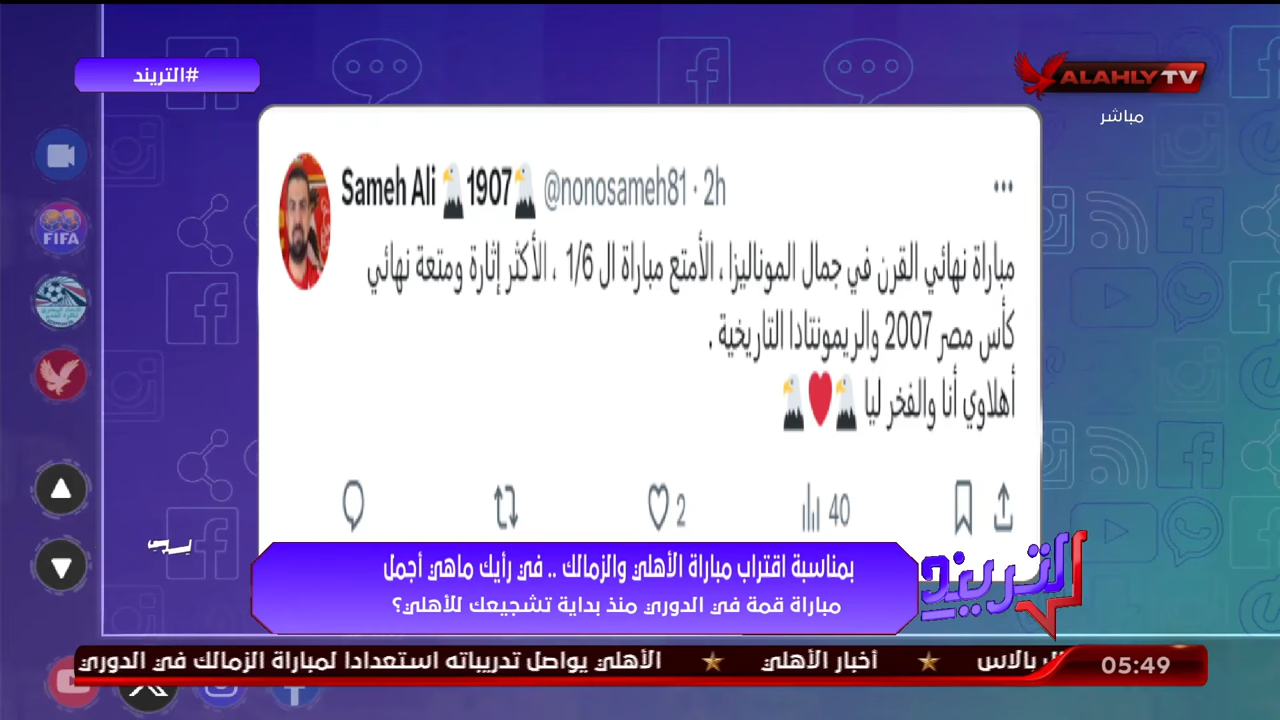 #التريند
ALAHLY TV
مباشر
FIFA
Sameh Ali 🦅1907🦅 @nonosameh81 · 2h
مباراة نهائي القرن في جمال الموناليزا ، الأمتع مباراة ال 1/6 ، الأكثر إثارة ومتعة نهائي
كأس مصر 2007 والريمونتادا التاريخية .
أهلاوي أنا والفخر ليا 🦅❤️🦅
2
40
التريند
بمناسبة اقتراب مباراة الأهلي والزمالك .. في رأيك ماهي أجمل
مباراة قمة في الدوري منذ بداية تشجيعك للأهلي؟
بالاس ★ أخبار الأهلي ★ الأهلي يواصل تدريباته استعدادا لمباراة الزمالك في الدوري
05:49